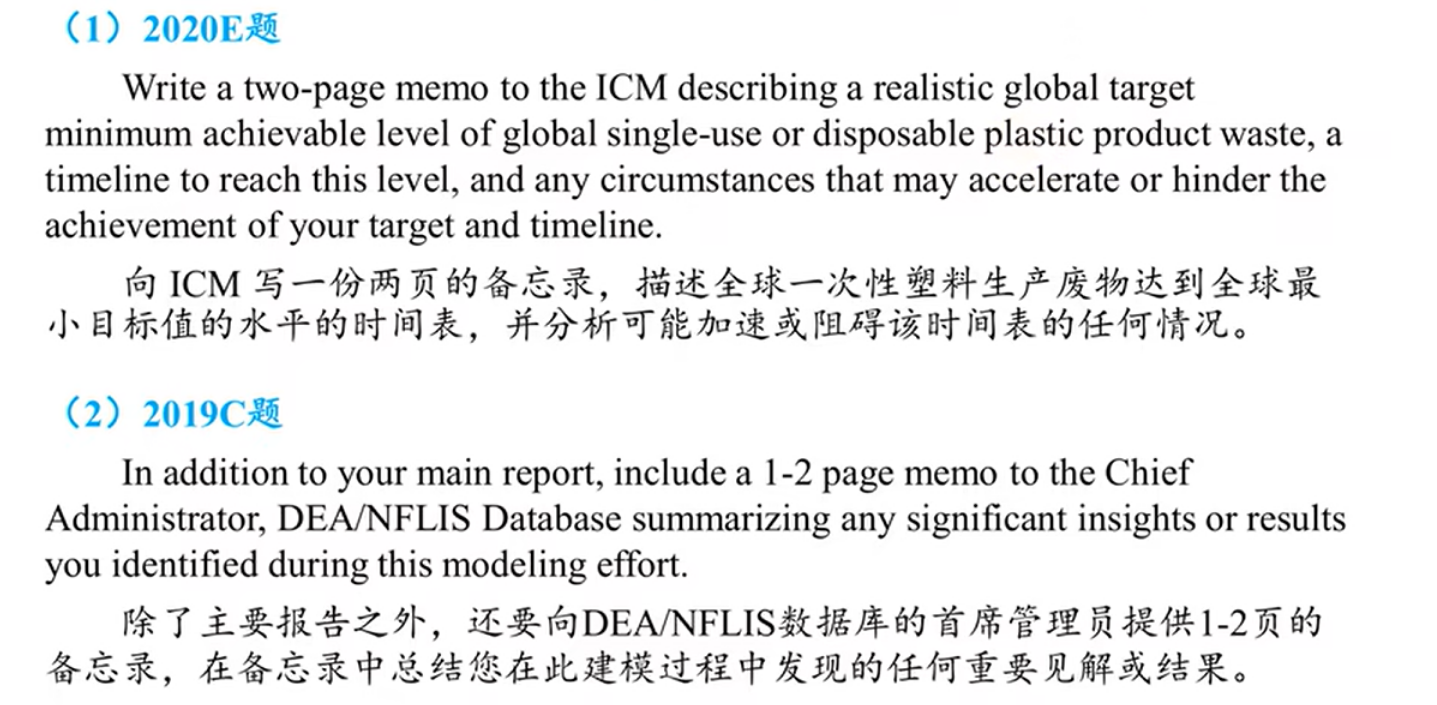 （1）2020E题
Write a two-page memo to the ICM describing a realistic global target
minimum achievable level of global single-use or disposable plastic product waste, a
timeline to reach this level, and any circumstances that may accelerate or hinder the
achievement of your target and timeline.
向 ICM 写一份两页的备忘录，描述全球一次性塑料生产废物达到全球最
小目标值的水平的时间表，并分析可能加速或阻碍该时间表的任何情况。
（2）2019C题
In addition to your main report, include a 1-2 page memo to the Chief
Administrator, DEA/NFLIS Database summarizing any significant insights or results
you identified during this modeling effort.
除了主要报告之外，还要向DEA/NFLIS数据库的首席管理员提供1-2页的
备忘录，在备忘录中总结您在此建模过程中发现的任何重要见解或结果。